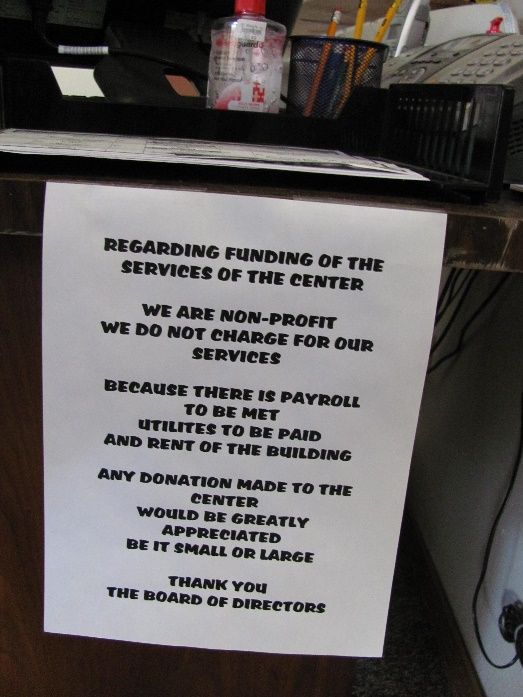 REGARDING FUNDING OF THE
SERVICES OF THE CENTER
WE ARE NON-PROFIT
WE DO NOT CHARGE FOR OUR
SERVICES
BECAUSE THERE IS PAYROLL
TO BE MET
UTILITES TO BE PAID
AND RENT OF THE BUILDING
ANY DONATION MADE TO THE
CENTER
WOULD BE GREATLY
APPRECIATED
BE IT SMALL OR LARGE
THANK YOU
THE BOARD OF DIRECTORS